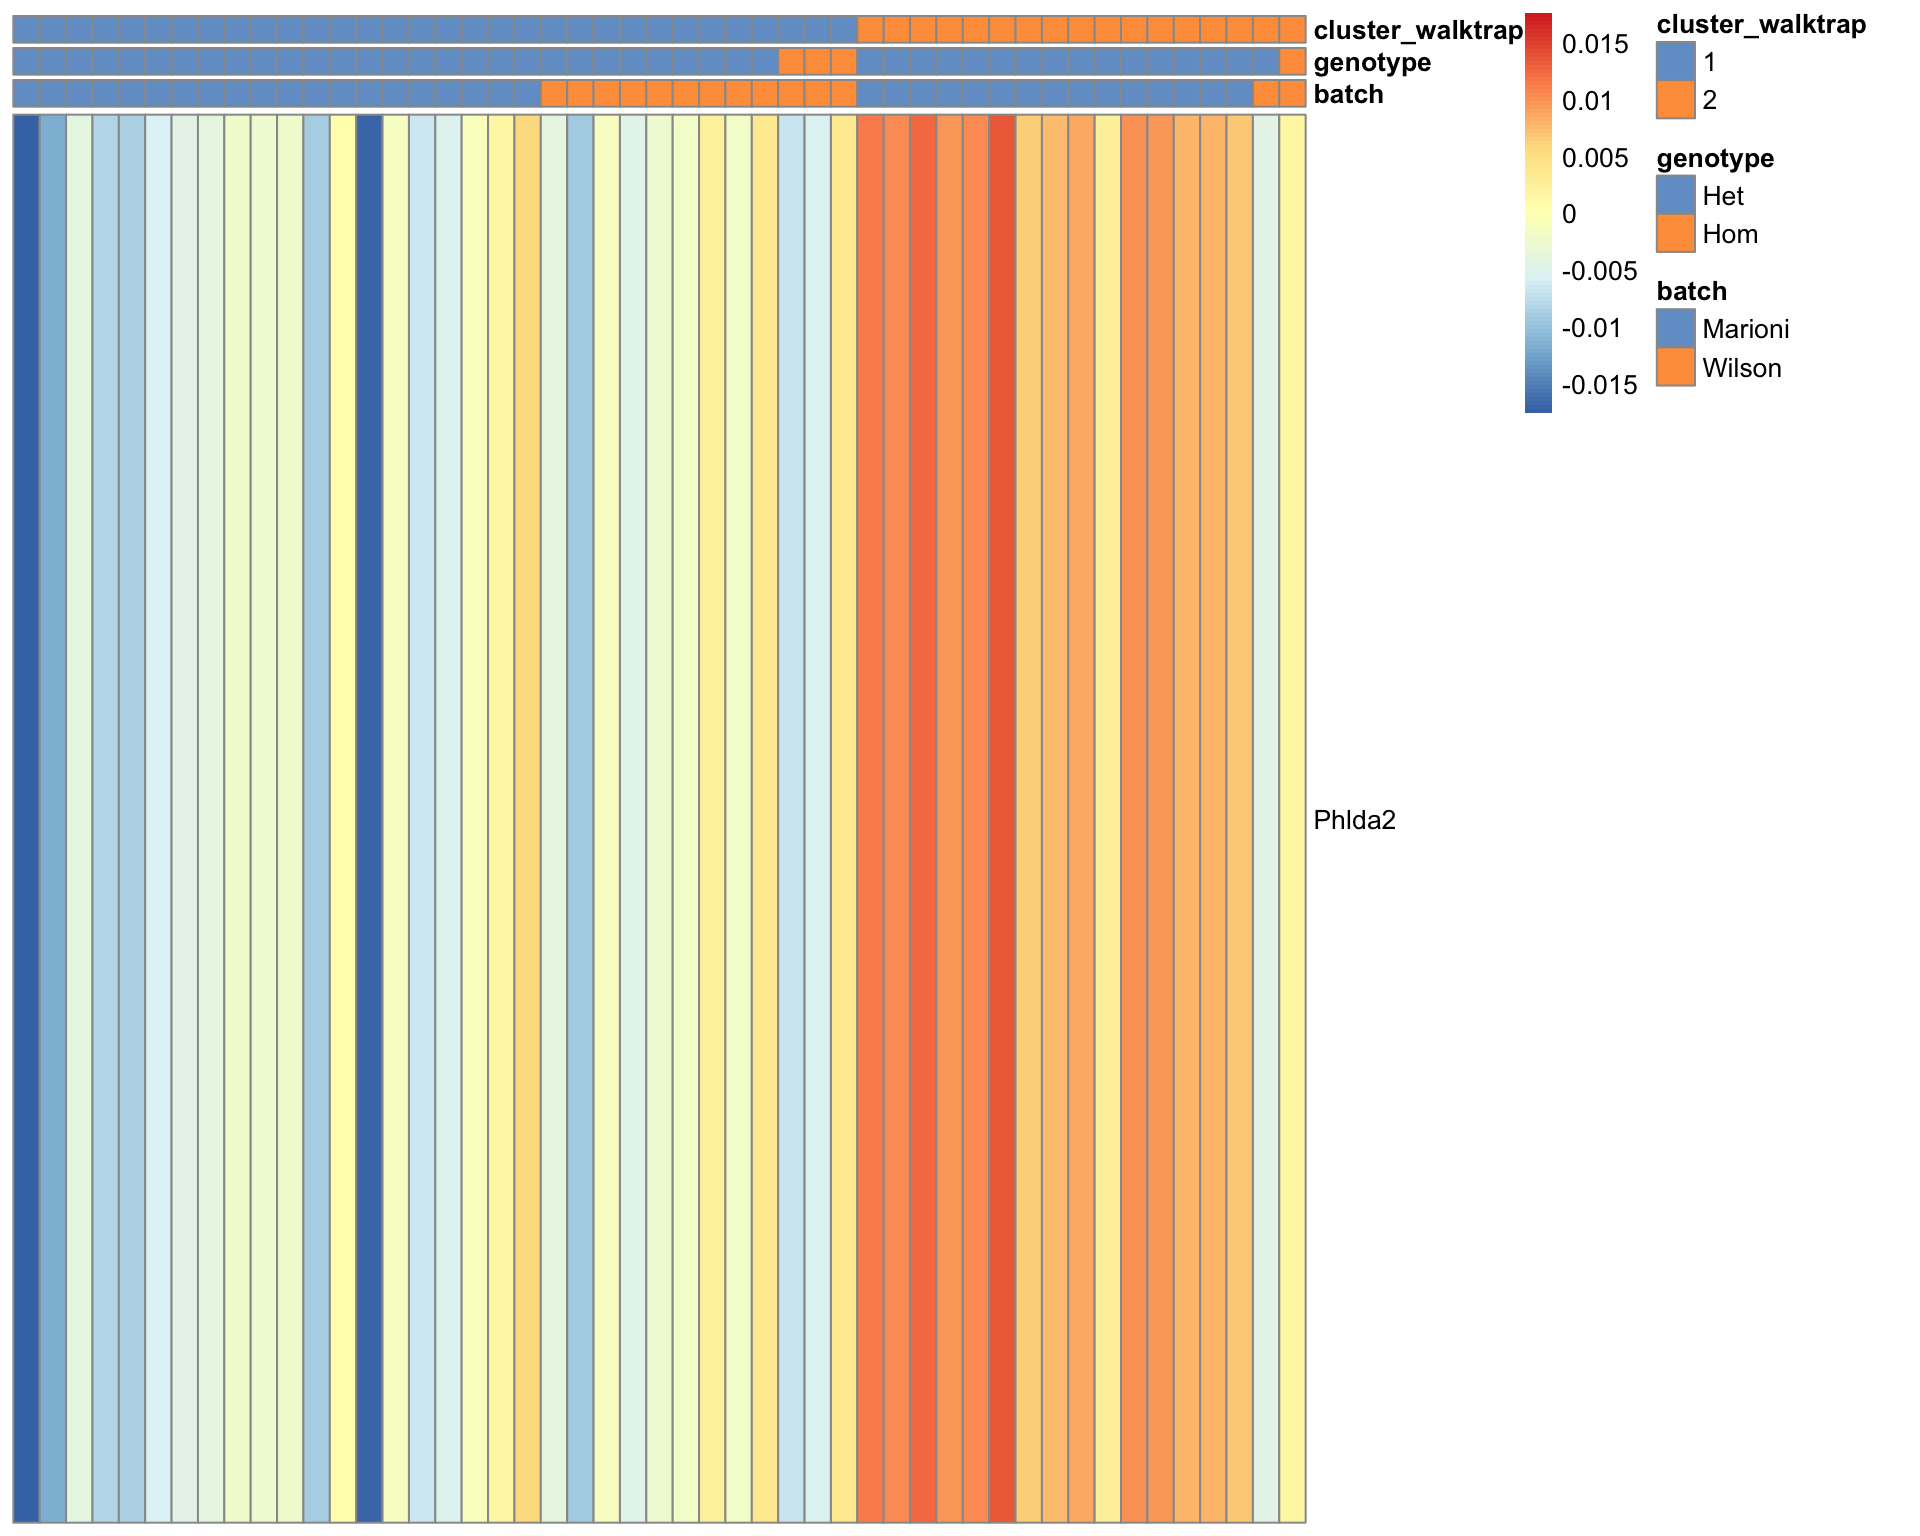 cluster_walktrap
genotype
batch
Phlda2
0.015
0.01
0.005
0
-0.005
-0.01
-0.015
cluster_walktrap
1
2
genotype
Het
Hom
batch
Marioni
Wilson